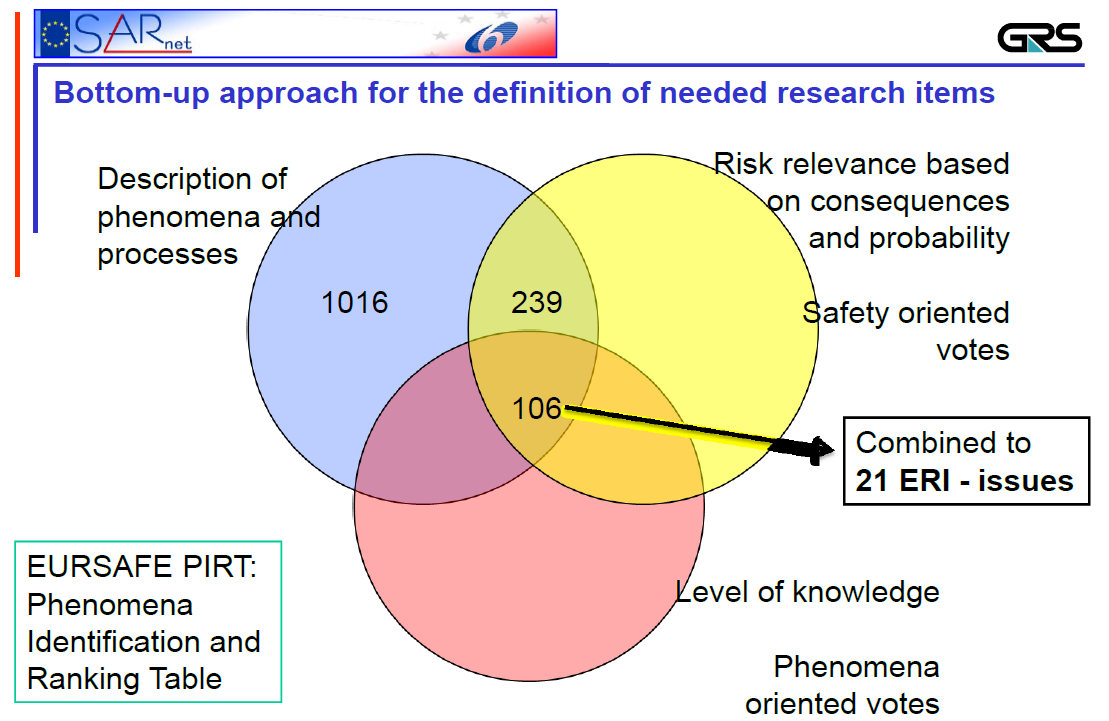 SARnet
6
GRS
Bottom-up approach for the definition of needed research items
Description of
phenomena and
processes
Risk relevance based
on consequences
and probability
1016
239
Safety oriented
votes
106
Combined to
21 ERI - issues
EURSAFE PIRT:
Phenomena
Identification and
Ranking Table
Level of knowledge
Phenomena
oriented votes